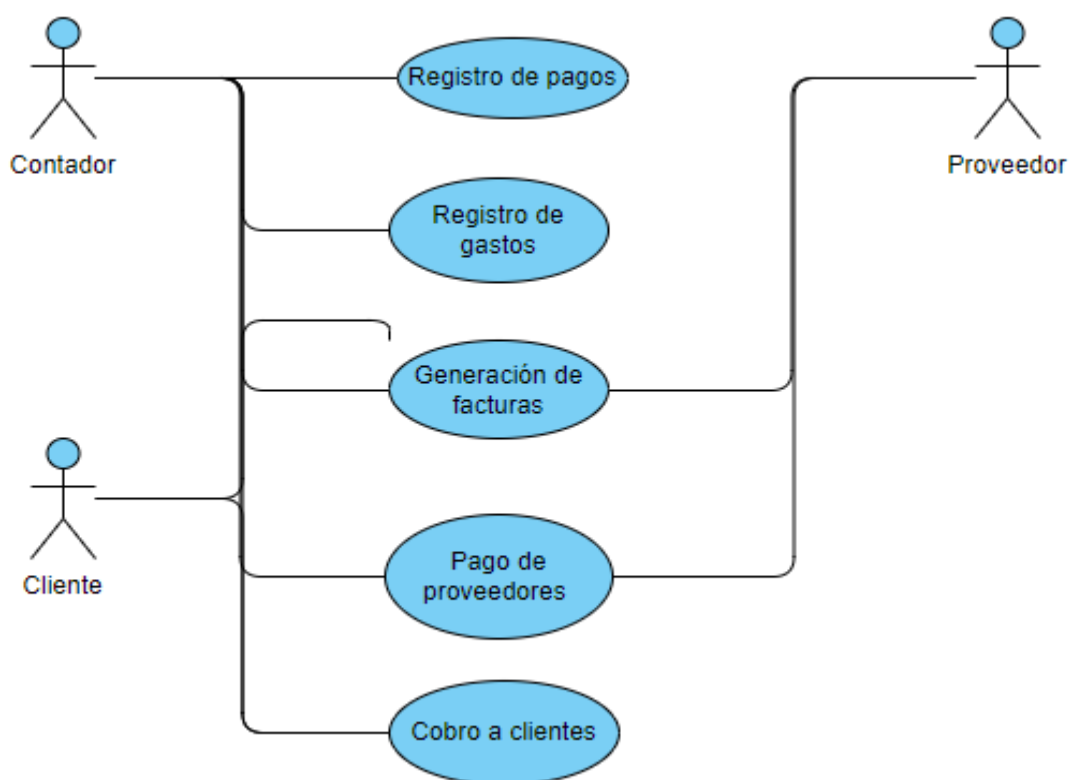 Registro de pagos
Contador
Proveedor
Registro de
gastos
Generación de
facturas
Cliente
Pago de
proveedores
Cobro a clientes